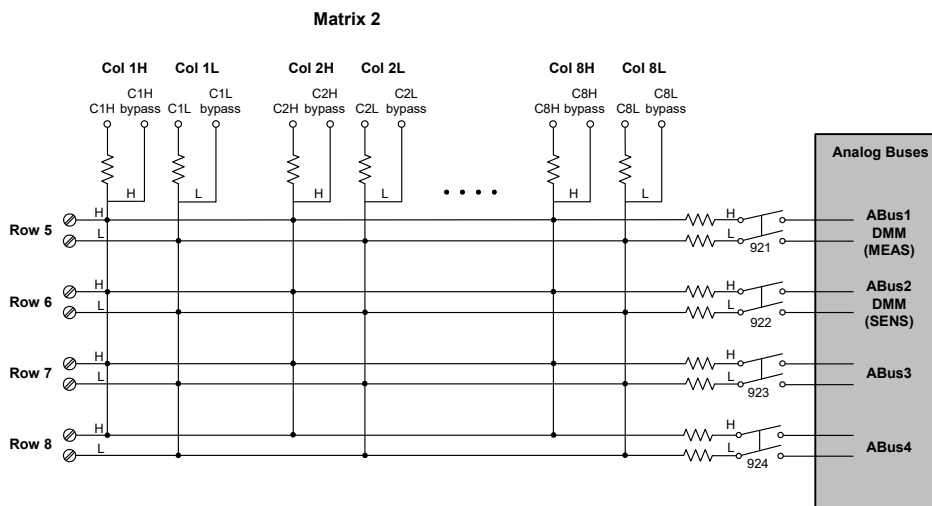 Matrix 2
Col 1H Col 1L Col 2H Col 2L Col 8H Col 8L
C1H C1L C2H C2L C8H C8L
C1H bypass C1L bypass C2H bypass C2L bypass C8H bypass C8L bypass
Analog Buses
H L H L H L
Row 5 H L H L 921 ABus1 DMM (MEAS)
Row 6 H L H L 922 ABus2 DMM (SENS)
Row 7 H L H L 923 ABus3
Row 8 H L H L 924 ABus4